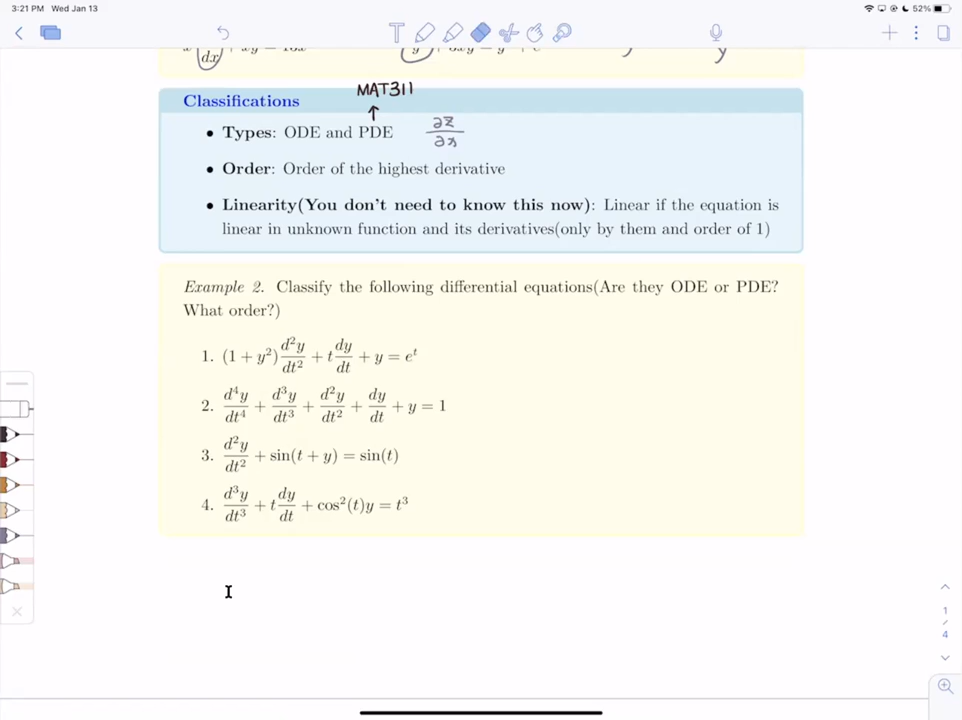 3:21 PM Wed Jan 13
52%
dx
MAT311
Classifications
• Types: ODE and PDE ∂z/∂x
• Order: Order of the highest derivative
• Linearity(You don't need to know this now): Linear if the equation is
linear in unknown function and its derivatives(only by them and order of 1)
Example 2. Classify the following differential equations(Are they ODE or PDE?
What order?)
1. (1 + y²) d²y/dt² + t dy/dt + y = eᵗ
2. d⁴y/dt⁴ + d³y/dt³ + d²y/dt² + dy/dt + y = 1
3. d²y/dt² + sin(t + y) = sin(t)
4. d³y/dt³ + t dy/dt + cos²(t)y = t³
1
/
4